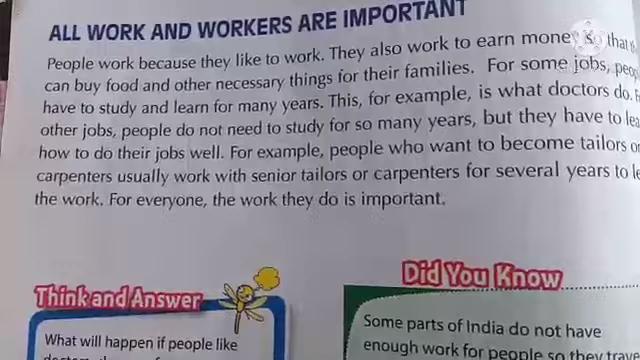 ALL WORK AND WORKERS ARE IMPORTANT
People work because they like to work. They also work to earn money so that
can buy food and other necessary things for their families. For some jobs,
have to study and learn for many years. This, for example, is what doctors do.
other jobs, people do not need to study for so many years, but they have to
how to do their jobs well. For example, people who want to become tailors or
carpenters usually work with senior tailors or carpenters for several years to
the work. For everyone, the work they do is important.
Think and Answer
What will happen if people like
Did You Know
Some parts of India do not have
enough work for people so they